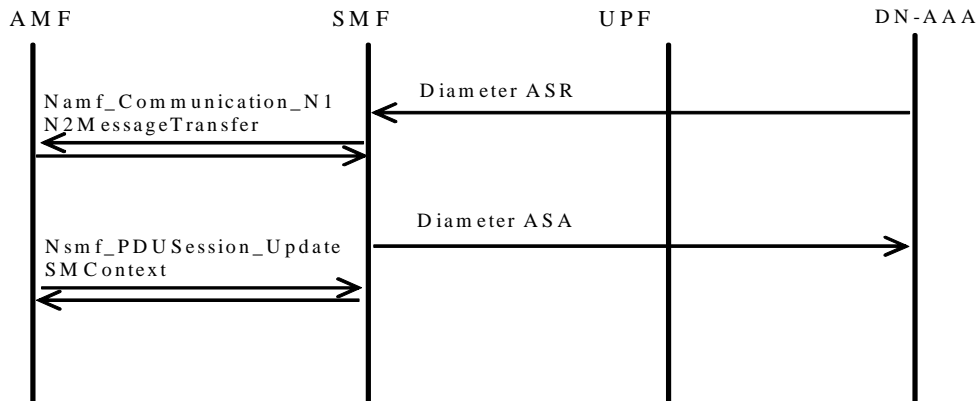 AMF
SMF
UPF
DN-AAA
Diameter ASR
Namf_Communication_N1
N2MessageTransfer
Diameter ASA
Nsmf_PDUSession_Update
SMContext